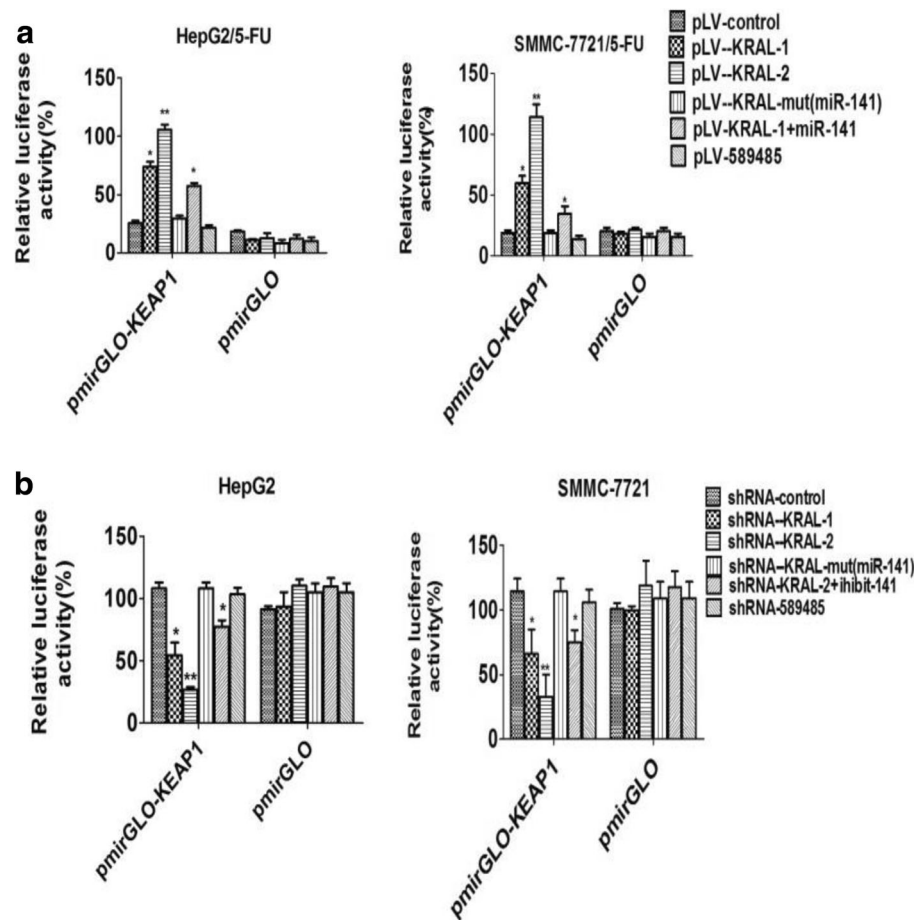 a
HepG2/5-FU
Relative luciferase
activity(%)
150
100
50
0
*
**
*
pmirGLO-KEAP1
pmirGLO
SMMC-7721/5-FU
Relative luciferase
activity(%)
150
100
50
0
*
**
*
pmirGLO-KEAP1
pmirGLO
pLV-control
pLV--KRAL-1
pLV--KRAL-2
pLV--KRAL-mut(miR-141)
pLV-KRAL-1+miR-141
pLV-589485
b
HepG2
Relative luciferase
activity(%)
150
100
50
0
*
**
*
pmirGLO-KEAP1
pmirGLO
SMMC-7721
Relative luciferase
activity(%)
150
100
50
0
*
**
*
pmirGLO-KEAP1
pmirGLO
shRNA-control
shRNA--KRAL-1
shRNA--KRAL-2
shRNA--KRAL-mut(miR-141)
shRNA-KRAL-2+ihibit-141
shRNA-589485